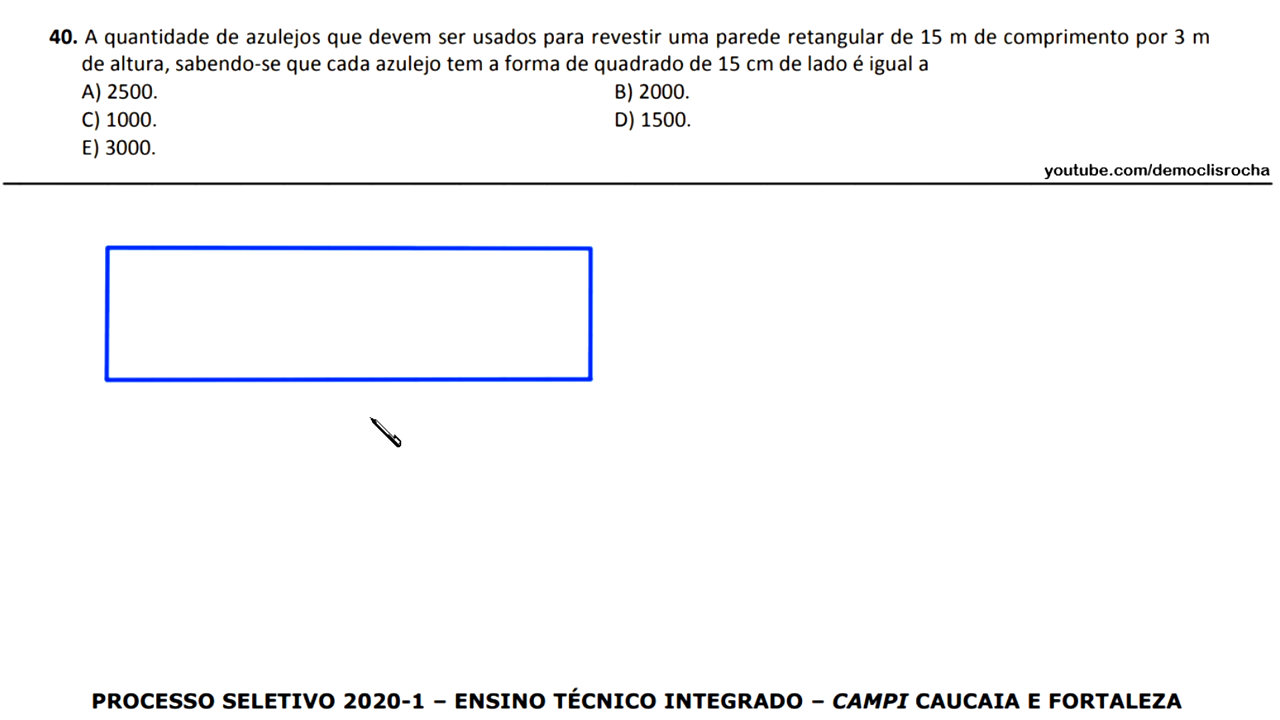 40. A quantidade de azulejos que devem ser usados para revestir uma parede retangular de 15 m de comprimento por 3 m
de altura, sabendo-se que cada azulejo tem a forma de quadrado de 15 cm de lado é igual a
A) 2500. B) 2000.
C) 1000. D) 1500.
E) 3000.
youtube.com/democlisrocha
PROCESSO SELETIVO 2020-1 – ENSINO TÉCNICO INTEGRADO – CAMPI CAUCAIA E FORTALEZA